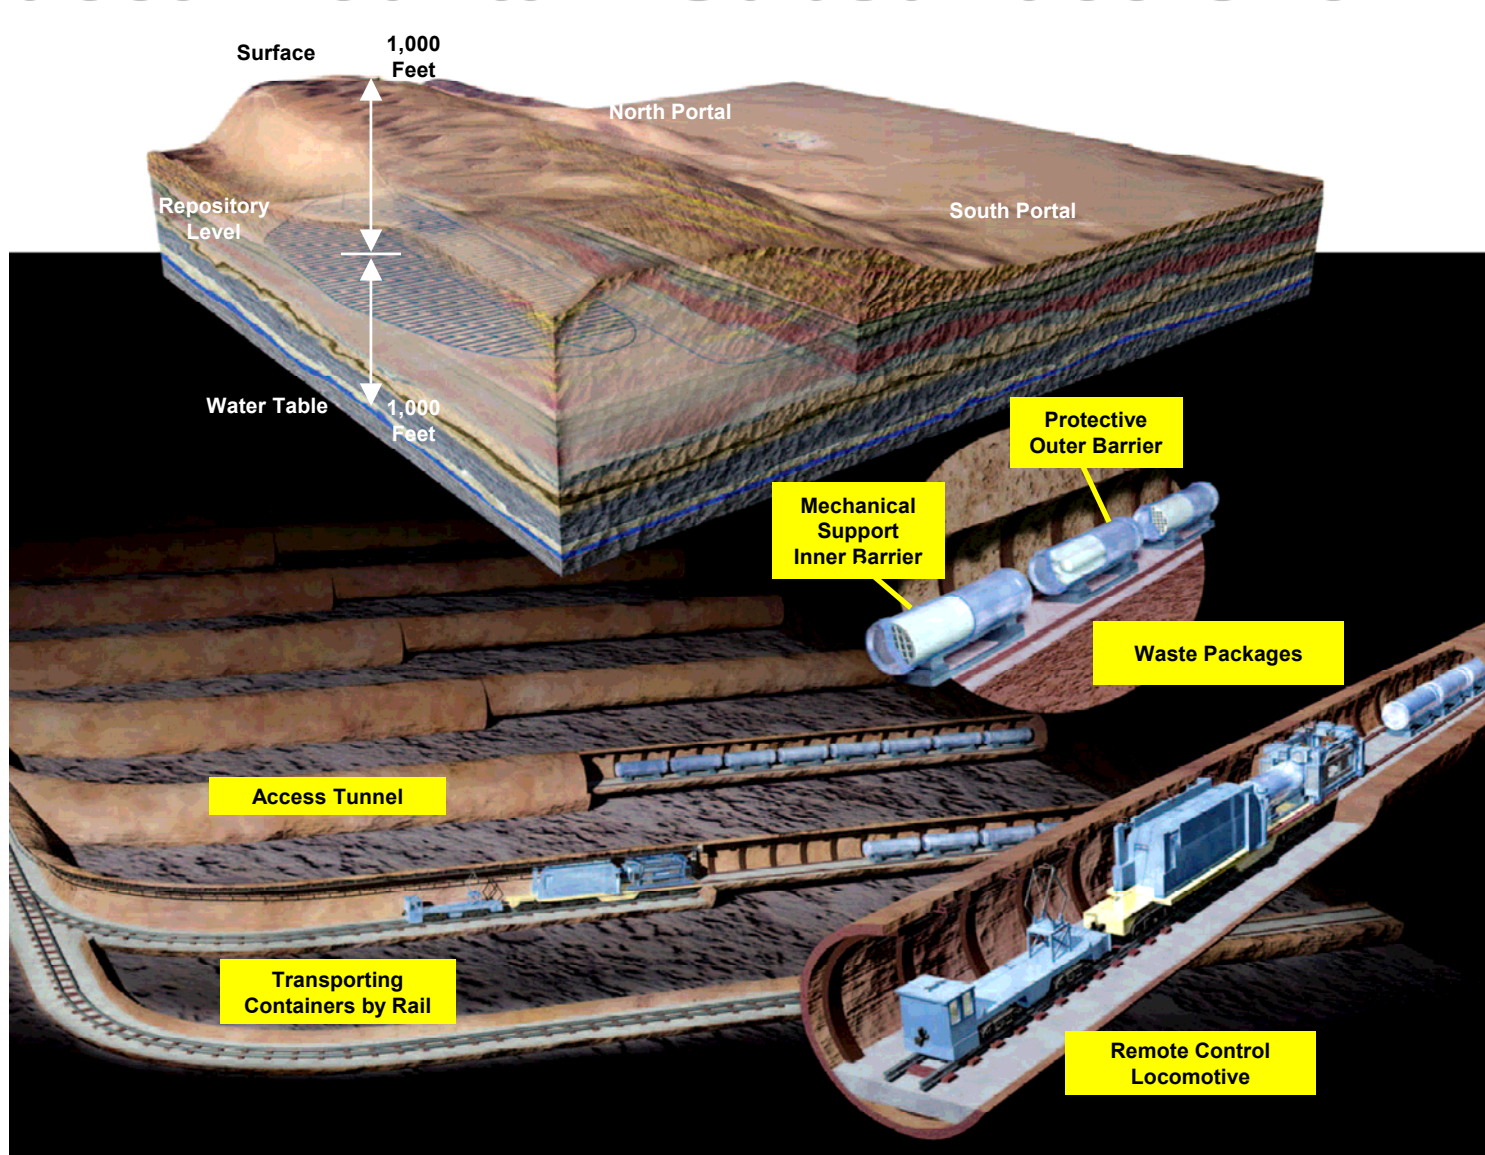 Surface
1,000
Feet
North Portal
Repository
Level
South Portal
Water Table
1,000
Feet
Protective
Outer Barrier
Mechanical
Support
Inner Barrier
Waste Packages
Access Tunnel
Transporting
Containers by Rail
Remote Control
Locomotive